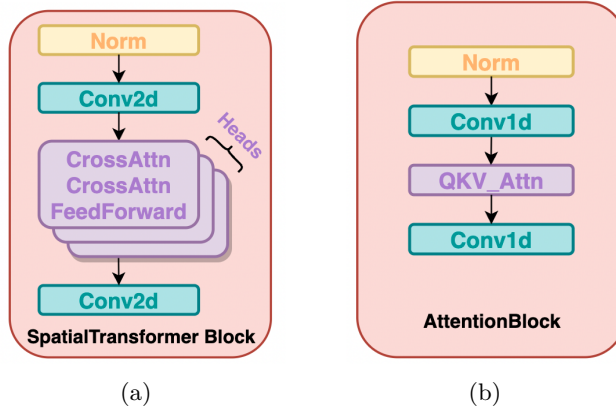 Norm
Conv2d
Heads
CrossAttn
CrossAttn
FeedForward
Conv2d
SpatialTransformer Block
(a)
Norm
Conv1d
QKV_Attn
Conv1d
AttentionBlock
(b)